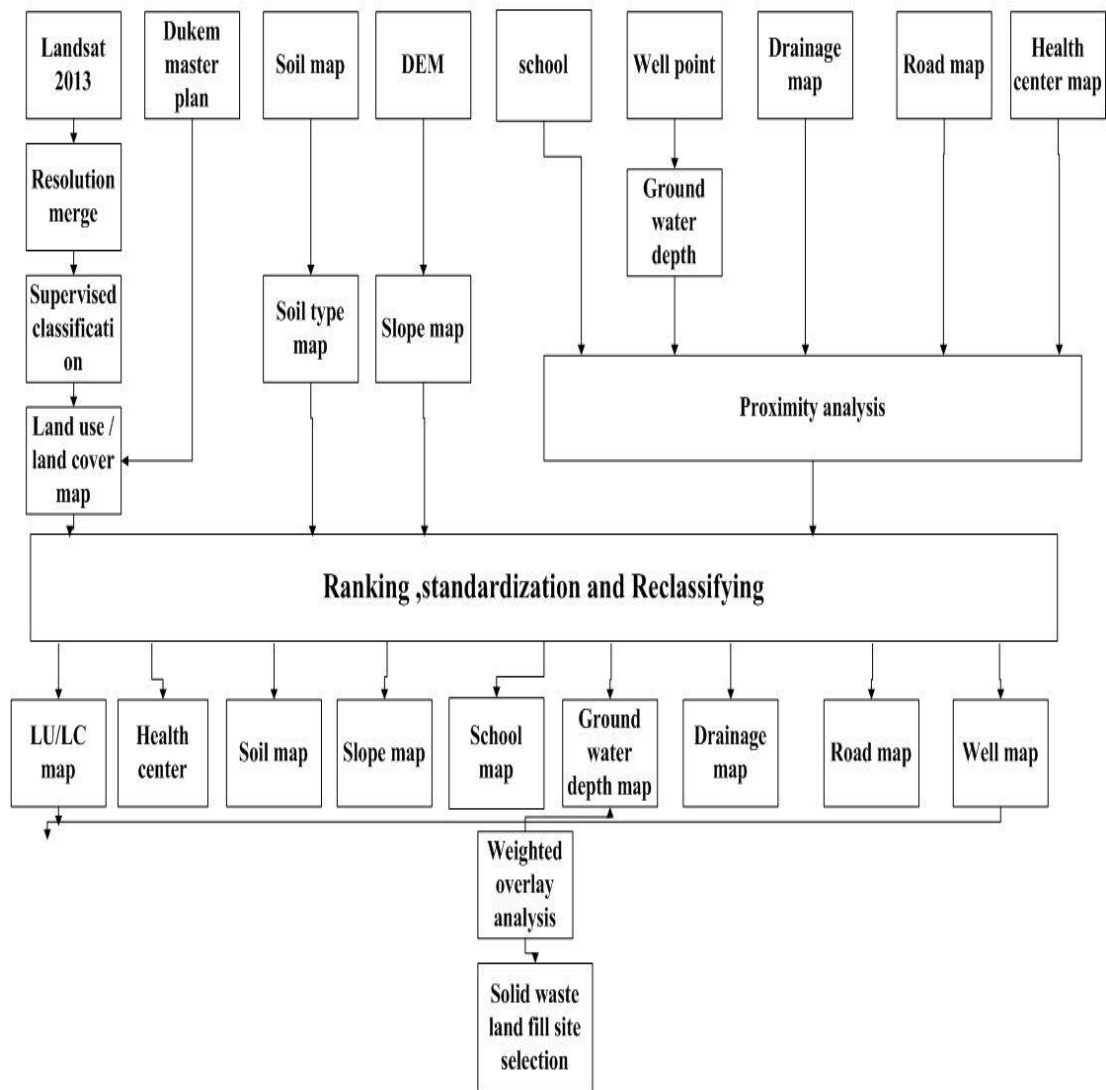 Landsat
2013
Dukem
master
plan
Soil map
DEM
school
Well point
Drainage
map
Road map
Health
center map
Resolution
merge
Ground
water
depth
Supervised
classificati
on
Soil type
map
Slope map
Proximity analysis
Land use /
land cover
map
Ranking ,standardization and Reclassifying
LU/LC
map
Health
center
Soil map
Slope map
School
map
Ground
water
depth map
Drainage
map
Road map
Well map
Weighted
overlay
analysis
Solid waste
land fill site
selection